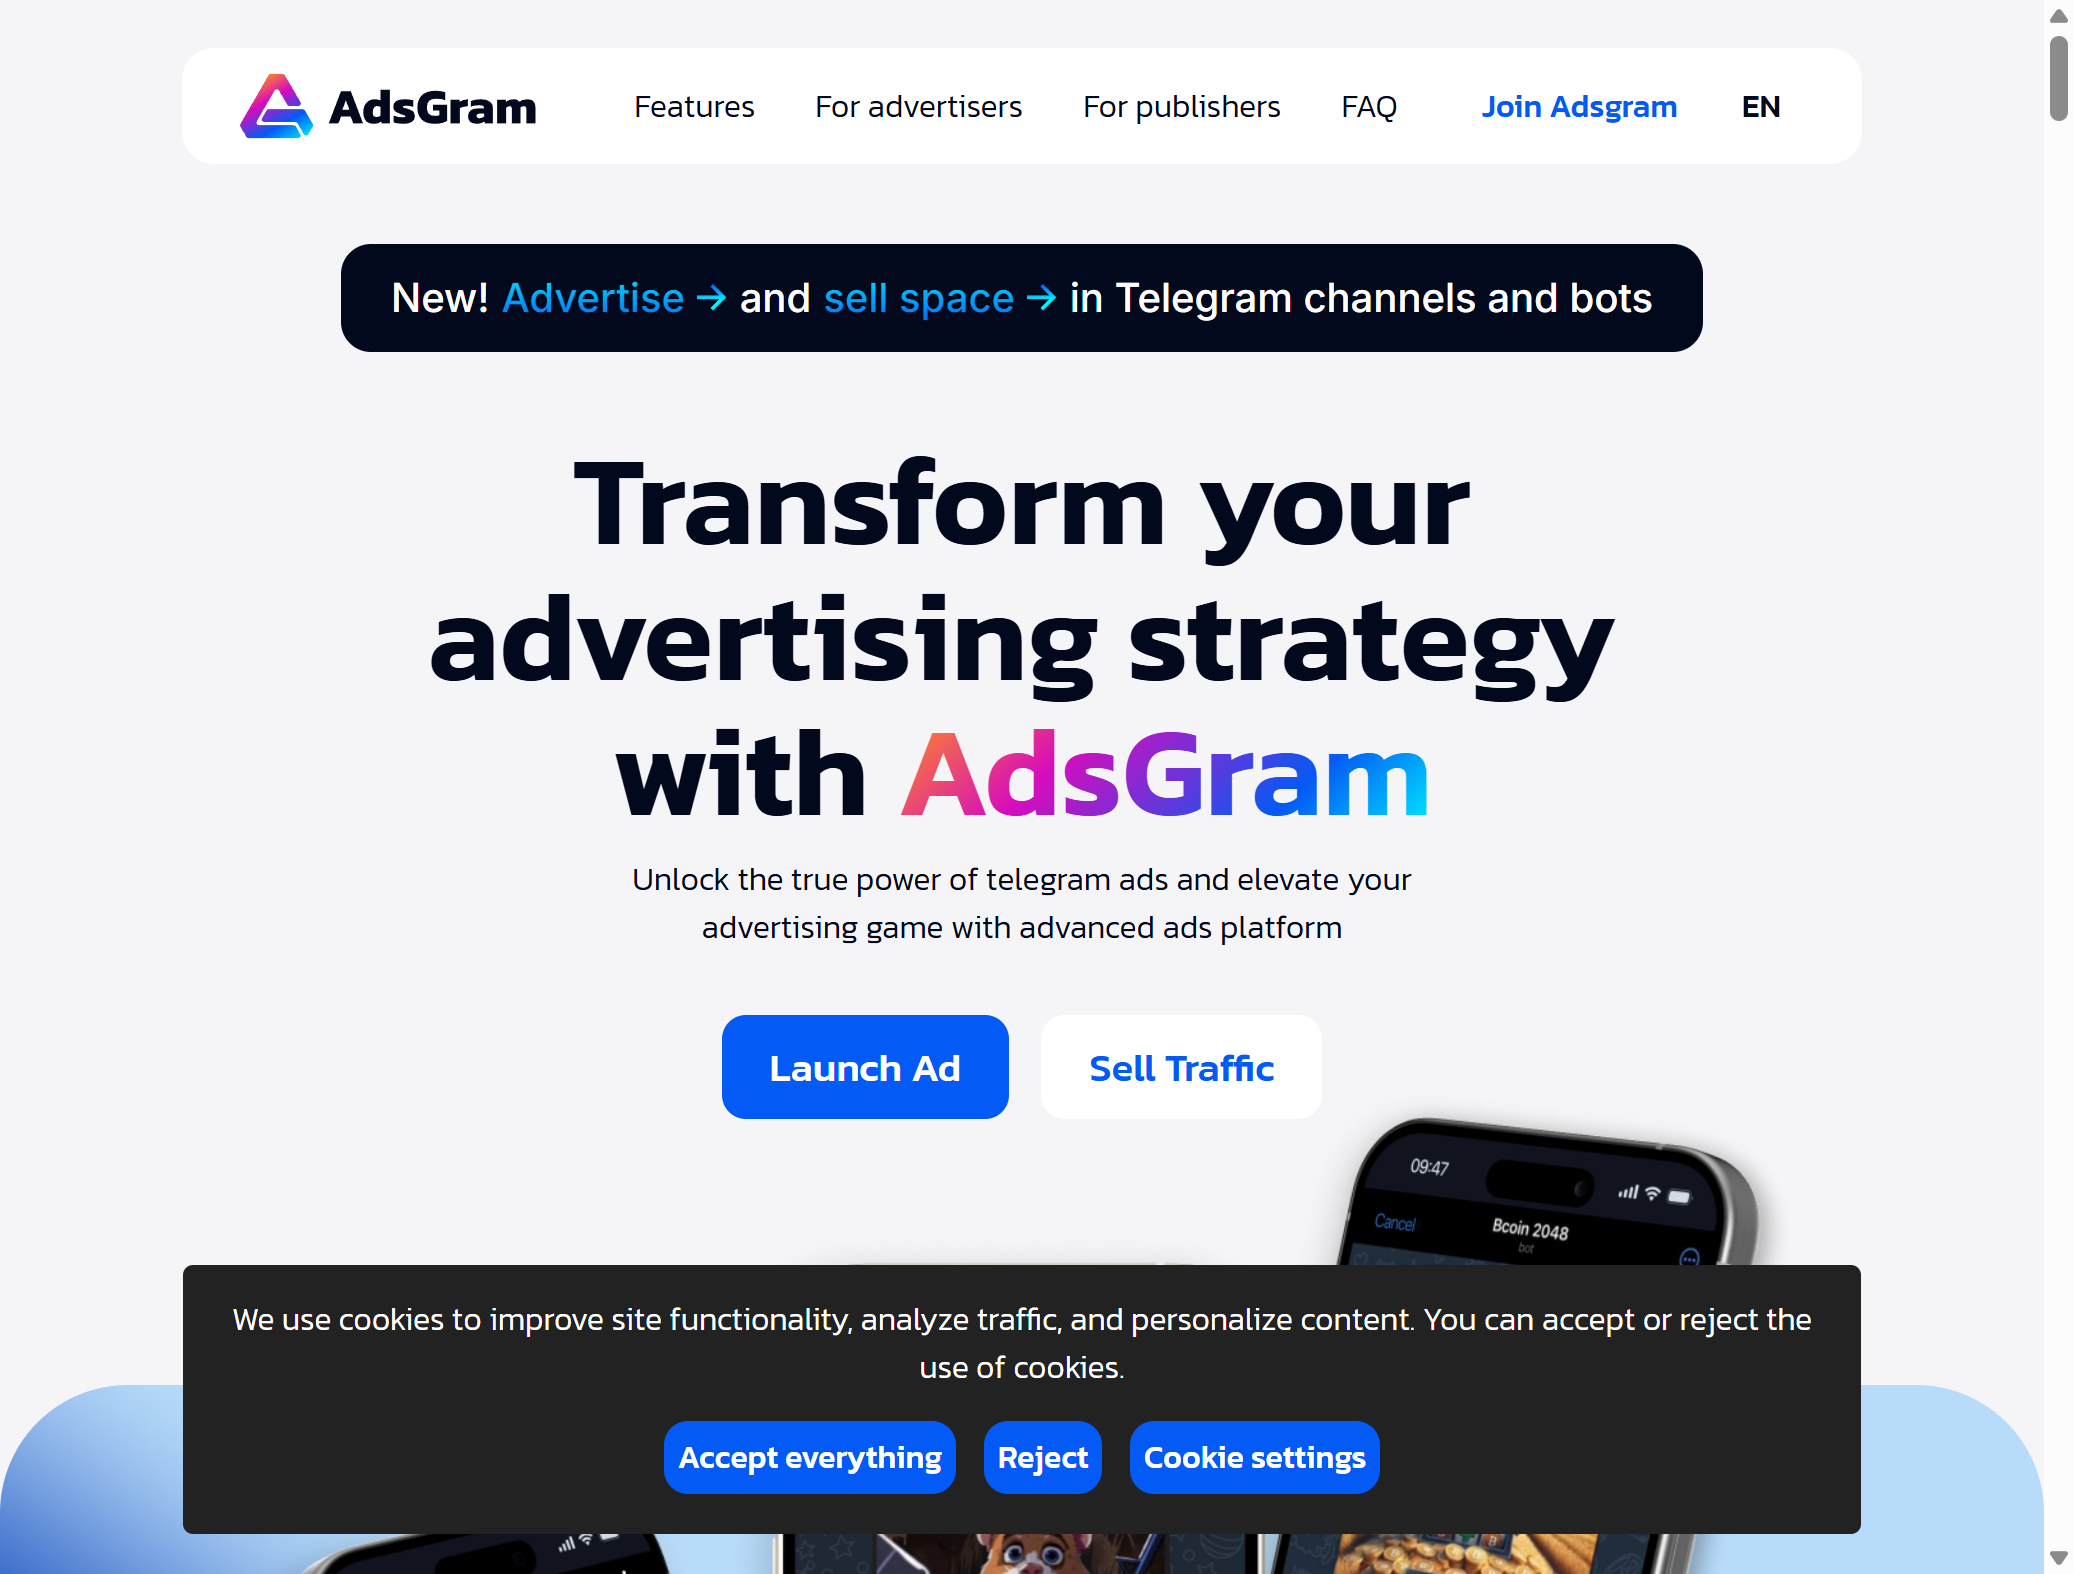 AdsGram
Features
For advertisers
For publishers
FAQ
Join Adsgram
EN
New! Advertise → and sell space → in Telegram channels and bots
Transform your
advertising strategy
with AdsGram
Unlock the true power of telegram ads and elevate your
advertising game with advanced ads platform
Launch Ad
Sell Traffic
09:47
Cancel
Bcoin 2048
bot
We use cookies to improve site functionality, analyze traffic, and personalize content. You can accept or reject the
use of cookies.
Accept everything
Reject
Cookie settings